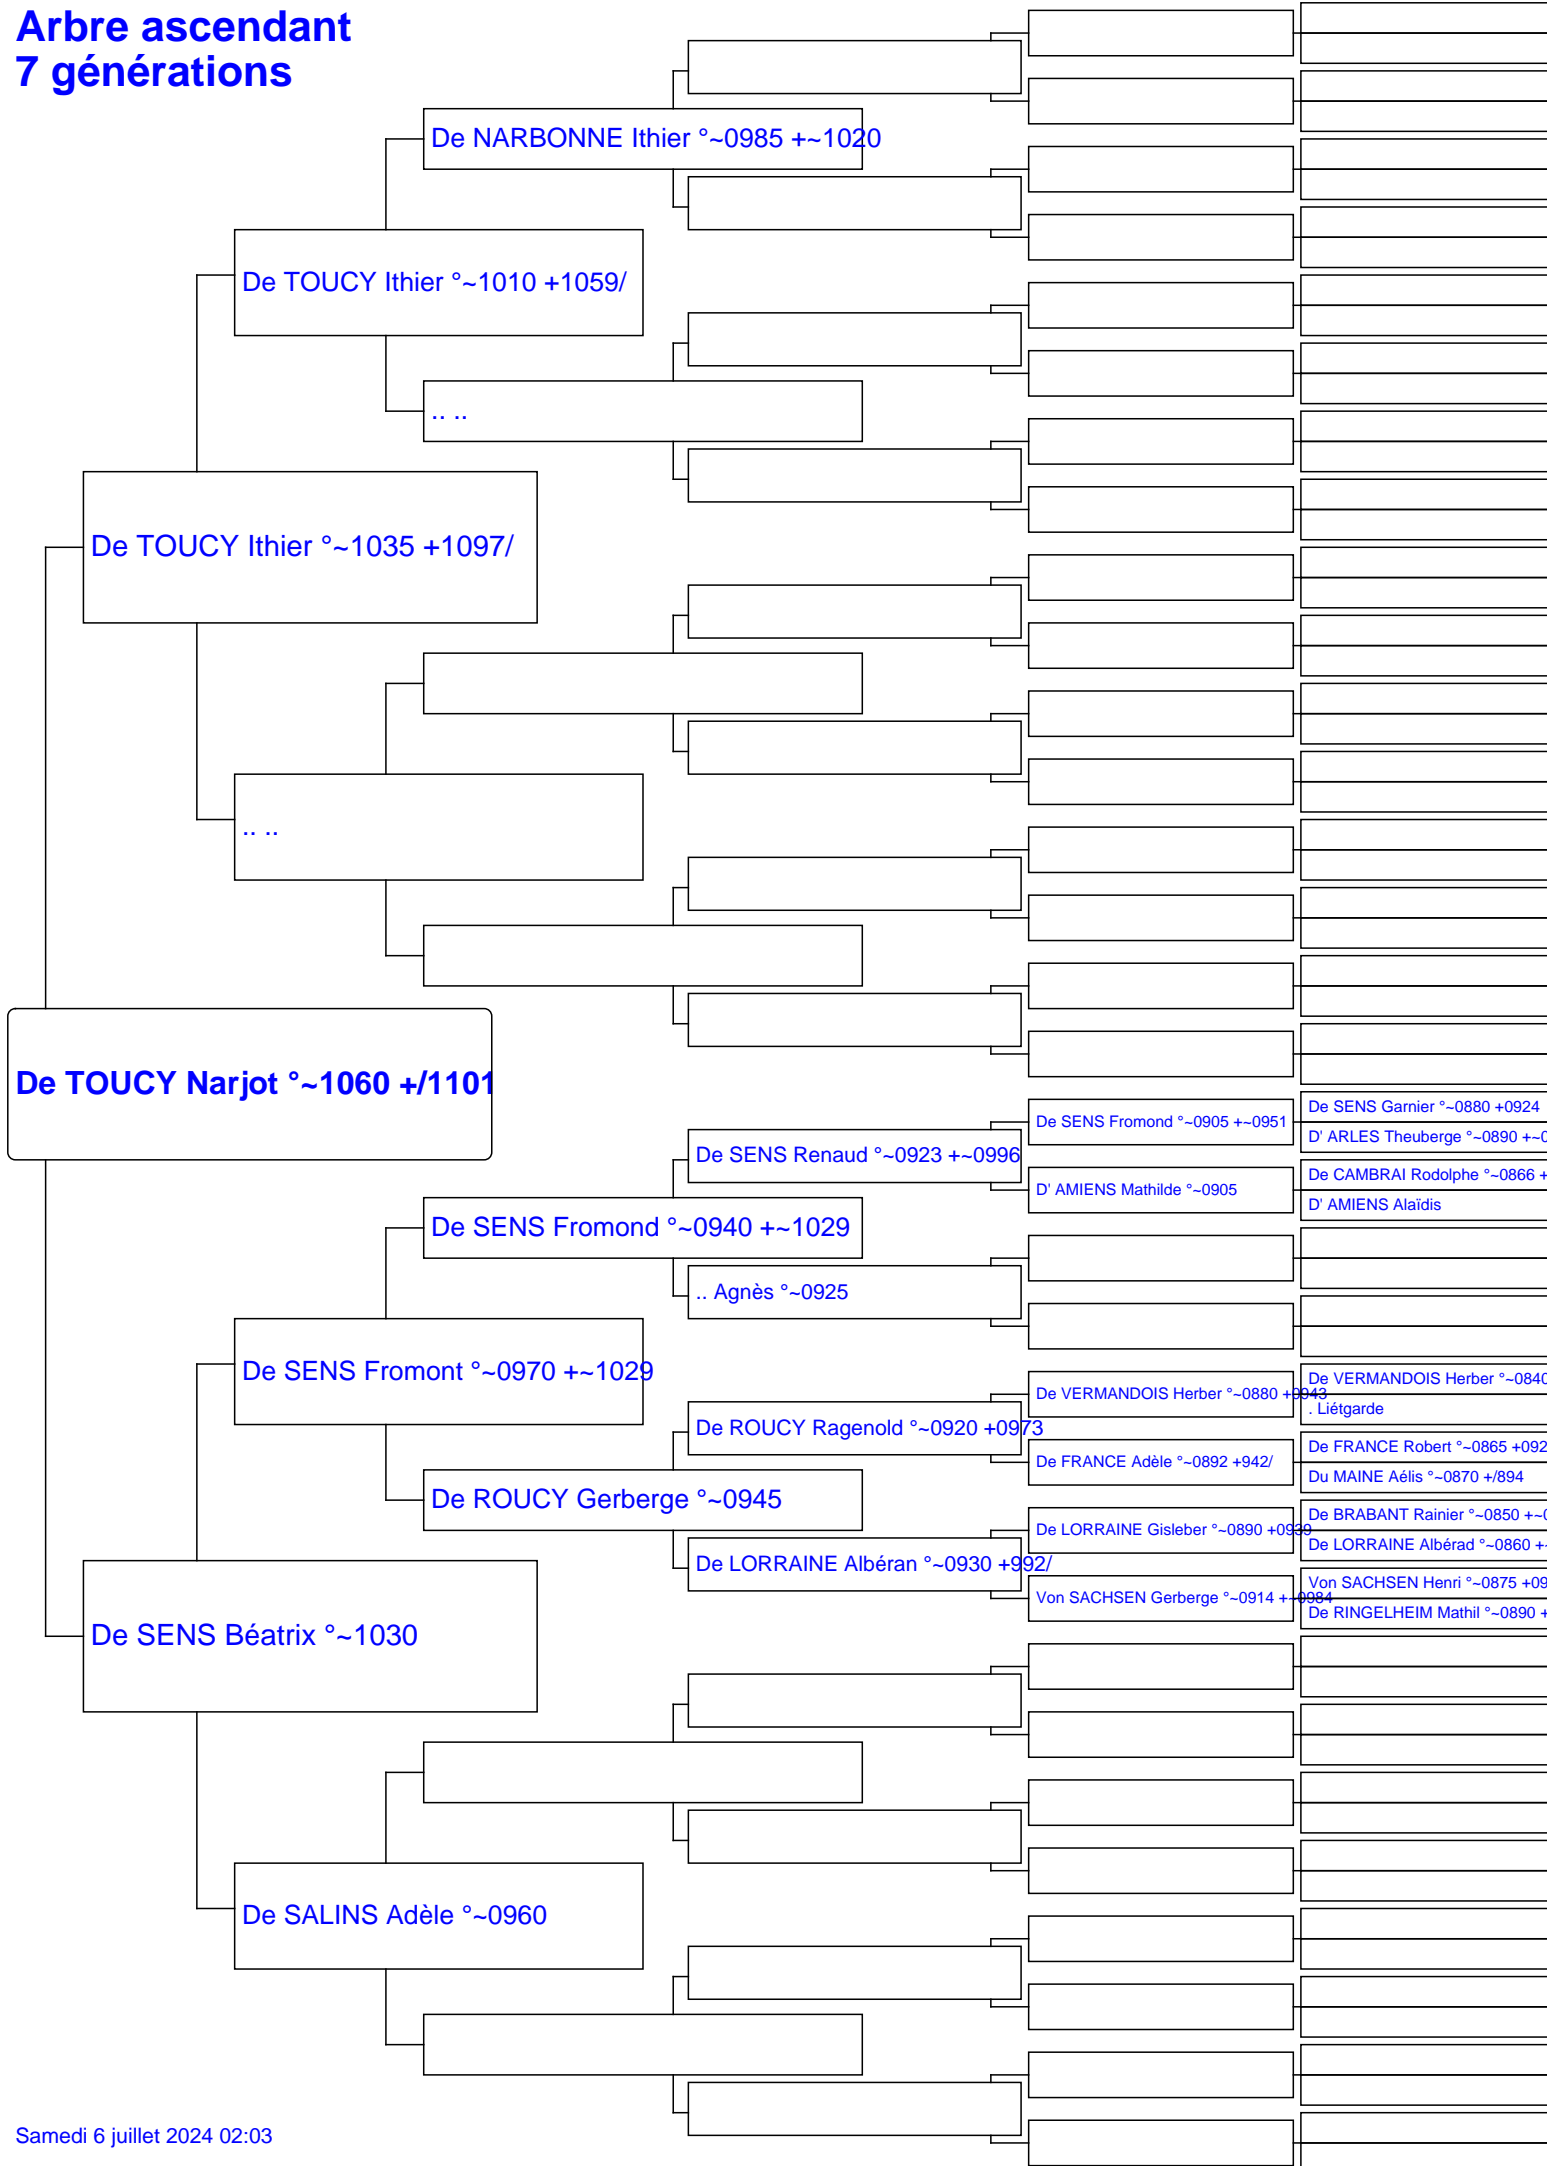 Arbre ascendant
7 générations
De NARBONNE Ithier °~0985 +~1020
De TOUCY Ithier °~1010 +1059/
.. ..
De TOUCY Ithier °~1035 +1097/
.. ..
De TOUCY Narjot °~1060 +/1101
De SENS Garnier °~0880 +0924
De SENS Fromond °~0905 +~0951
D' ARLES Theuberge °~0890 +~0
De SENS Renaud °~0923 +~0996
De CAMBRAI Rodolphe °~0866 +
D' AMIENS Mathilde °~0905
D' AMIENS Alaïdis
De SENS Fromond °~0940 +~1029
.. Agnès °~0925
De SENS Fromont °~0970 +~1029
De VERMANDOIS Herber °~0840
De VERMANDOIS Herber °~0880 +0943
. Liétgarde
De ROUCY Ragenold °~0920 +0973
De FRANCE Robert °~0865 +092
De FRANCE Adèle °~0892 +942/
Du MAINE Aélis °~0870 +/894
De ROUCY Gerberge °~0945
De BRABANT Rainier °~0850 +~0
De LORRAINE Gisleber °~0890 +0939
De LORRAINE Albérad °~0860 +~
De LORRAINE Albéran °~0930 +992/
Von SACHSEN Henri °~0875 +09
Von SACHSEN Gerberge °~0914 +~0984
De RINGELHEIM Mathil °~0890 +
De SENS Béatrix °~1030
De SALINS Adèle °~0960
Samedi 6 juillet 2024 02:03